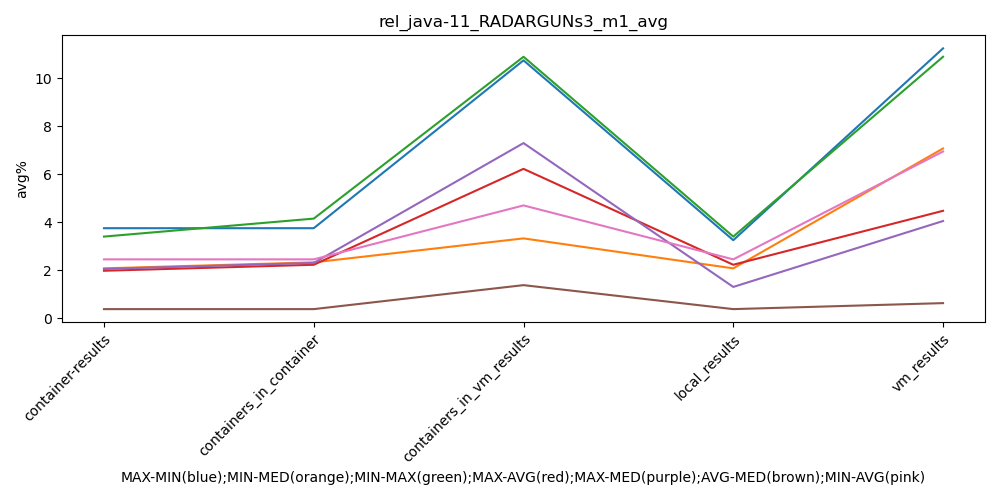 rel_java-11_RADARGUNs3_m1_avg
avg%
10
8
6
4
2
0
container-results
containers_in_container
containers_in_vm_results
local_results
vm_results
MAX-MIN(blue);MIN-MED(orange);MIN-MAX(green);MAX-AVG(red);MAX-MED(purple);AVG-MED(brown);MIN-AVG(pink)